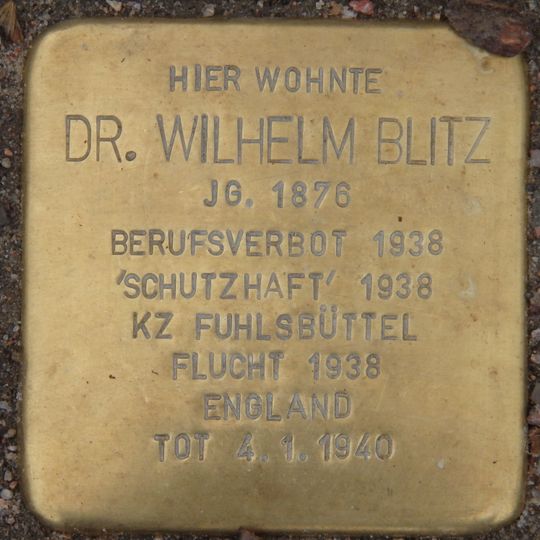 HIER WOHNTE
DR. WILHELM BLITZ
JG. 1876
BERUFSVERBOT 1938
'SCHUTZHAFT' 1938
KZ FUHLSBÜTTEL
FLUCHT 1938
ENGLAND
TOT 4.1.1940